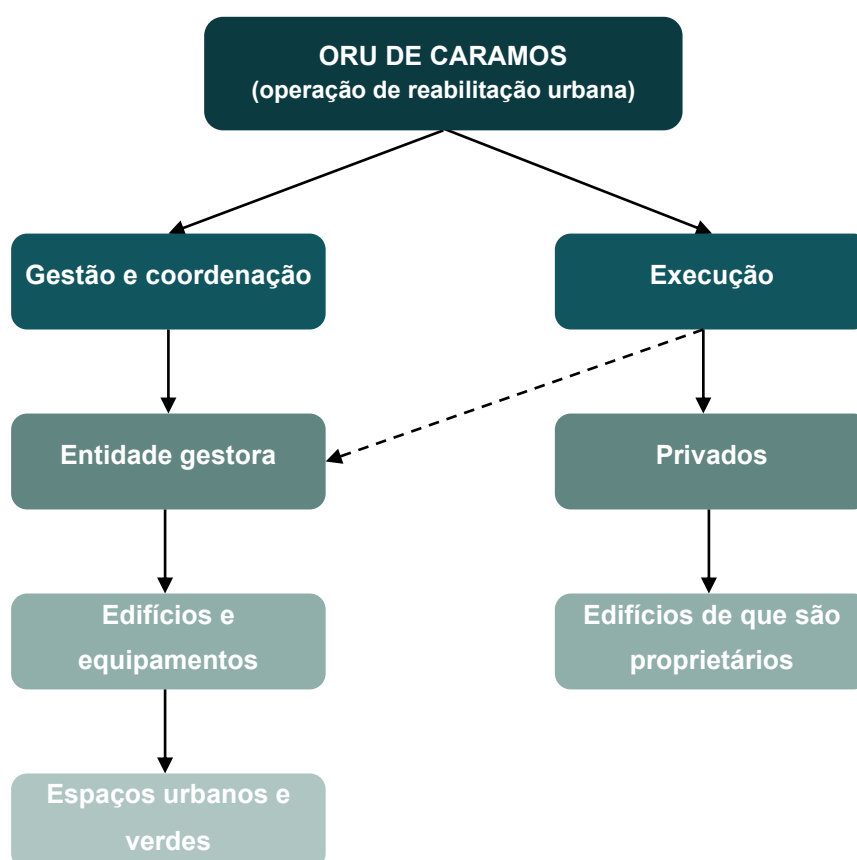 ORU DE CARAMOS
(operação de reabilitação urbana)
Gestão e coordenação
Execução
Entidade gestora
Privados
Edifícios e
equipamentos
Edifícios de que são
proprietários
Espaços urbanos e
verdes